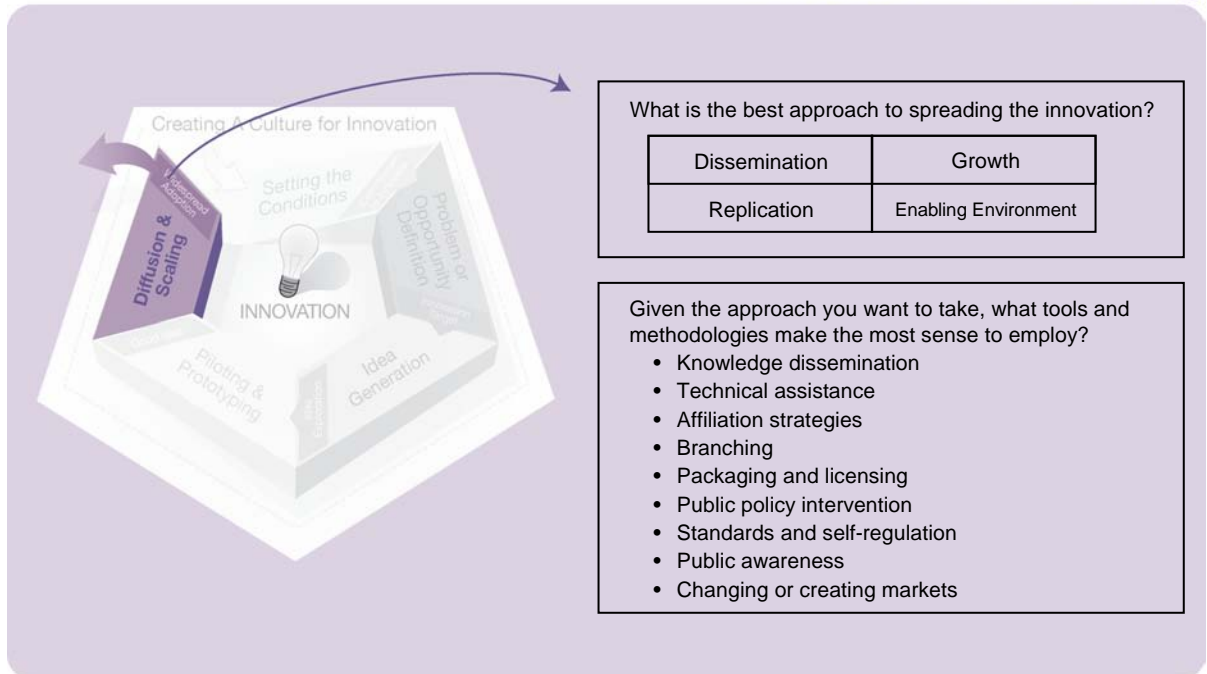 Creating A Culture for Innovation
Widespread
Adoption
Diffusion &
Scaling
Setting the
Conditions
Problem or
Opportunity
Definition
INNOVATION
Idea
Generation
Piloting &
Prototyping
What is the best approach to spreading the innovation?
Dissemination
Growth
Replication
Enabling Environment
Given the approach you want to take, what tools and
methodologies make the most sense to employ?
• Knowledge dissemination
• Technical assistance
• Affiliation strategies
• Branching
• Packaging and licensing
• Public policy intervention
• Standards and self-regulation
• Public awareness
• Changing or creating markets